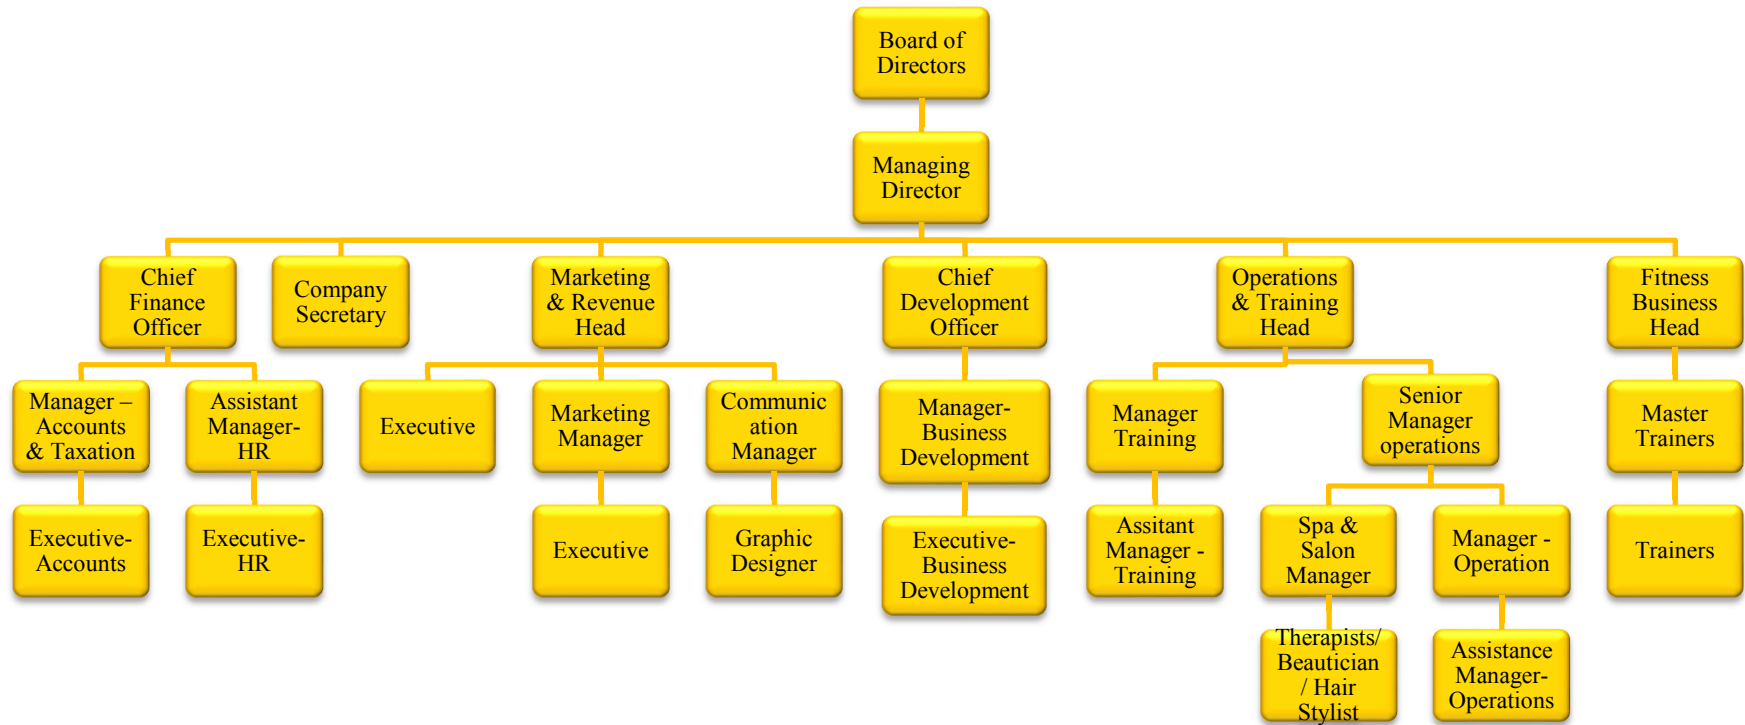 Board of
Directors
Managing
Director
Chief
Finance
Officer
Company
Secretary
Marketing
& Revenue
Head
Chief
Development
Officer
Operations
& Training
Head
Fitness
Business
Head
Manager –
Accounts
& Taxation
Assistant
Manager-
HR
Executive
Marketing
Manager
Communic
ation
Manager
Manager-
Business
Development
Manager
Training
Senior
Manager
operations
Master
Trainers
Executive-
Accounts
Executive-
HR
Executive
Graphic
Designer
Executive-
Business
Development
Assitant
Manager -
Training
Spa &
Salon
Manager
Manager -
Operation
Trainers
Therapists/
Beautician
/ Hair
Stylist
Assistance
Manager-
Operations